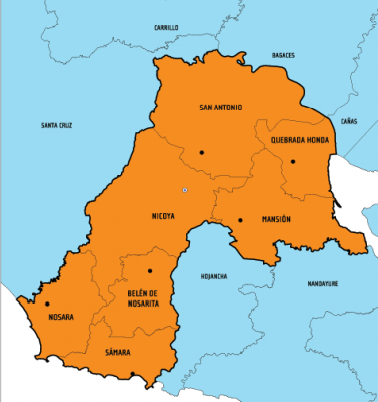 CARRILLO
BAGACES
SAN ANTONIO
CAÑAS
SANTA CRUZ
QUEBRADA HONDA
NICOYA
MANSIÓN
HOJANCHA
NANDAYURE
BELÉN DE
NOSARITA
NOSARA
SÁMARA